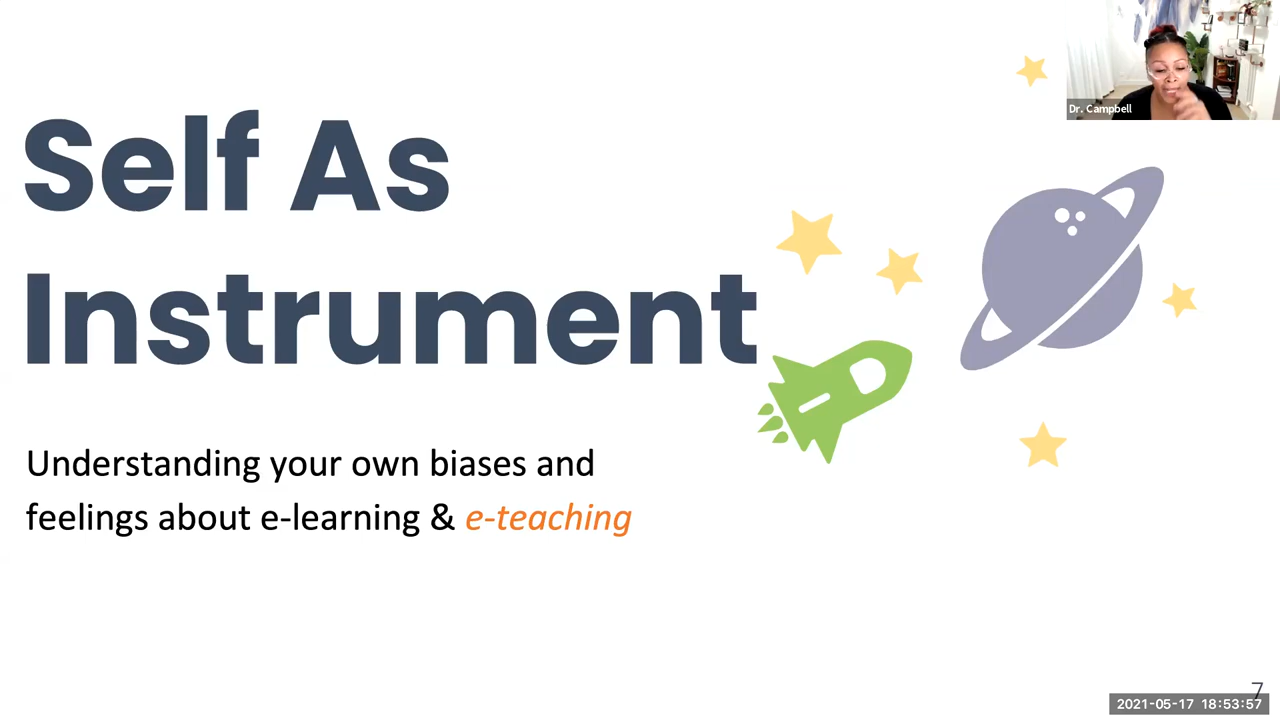 Dr. Campbell
Self As
Instrument
Understanding your own biases and
feelings about e-learning & e-teaching
7
2021-05-17 18:53:57